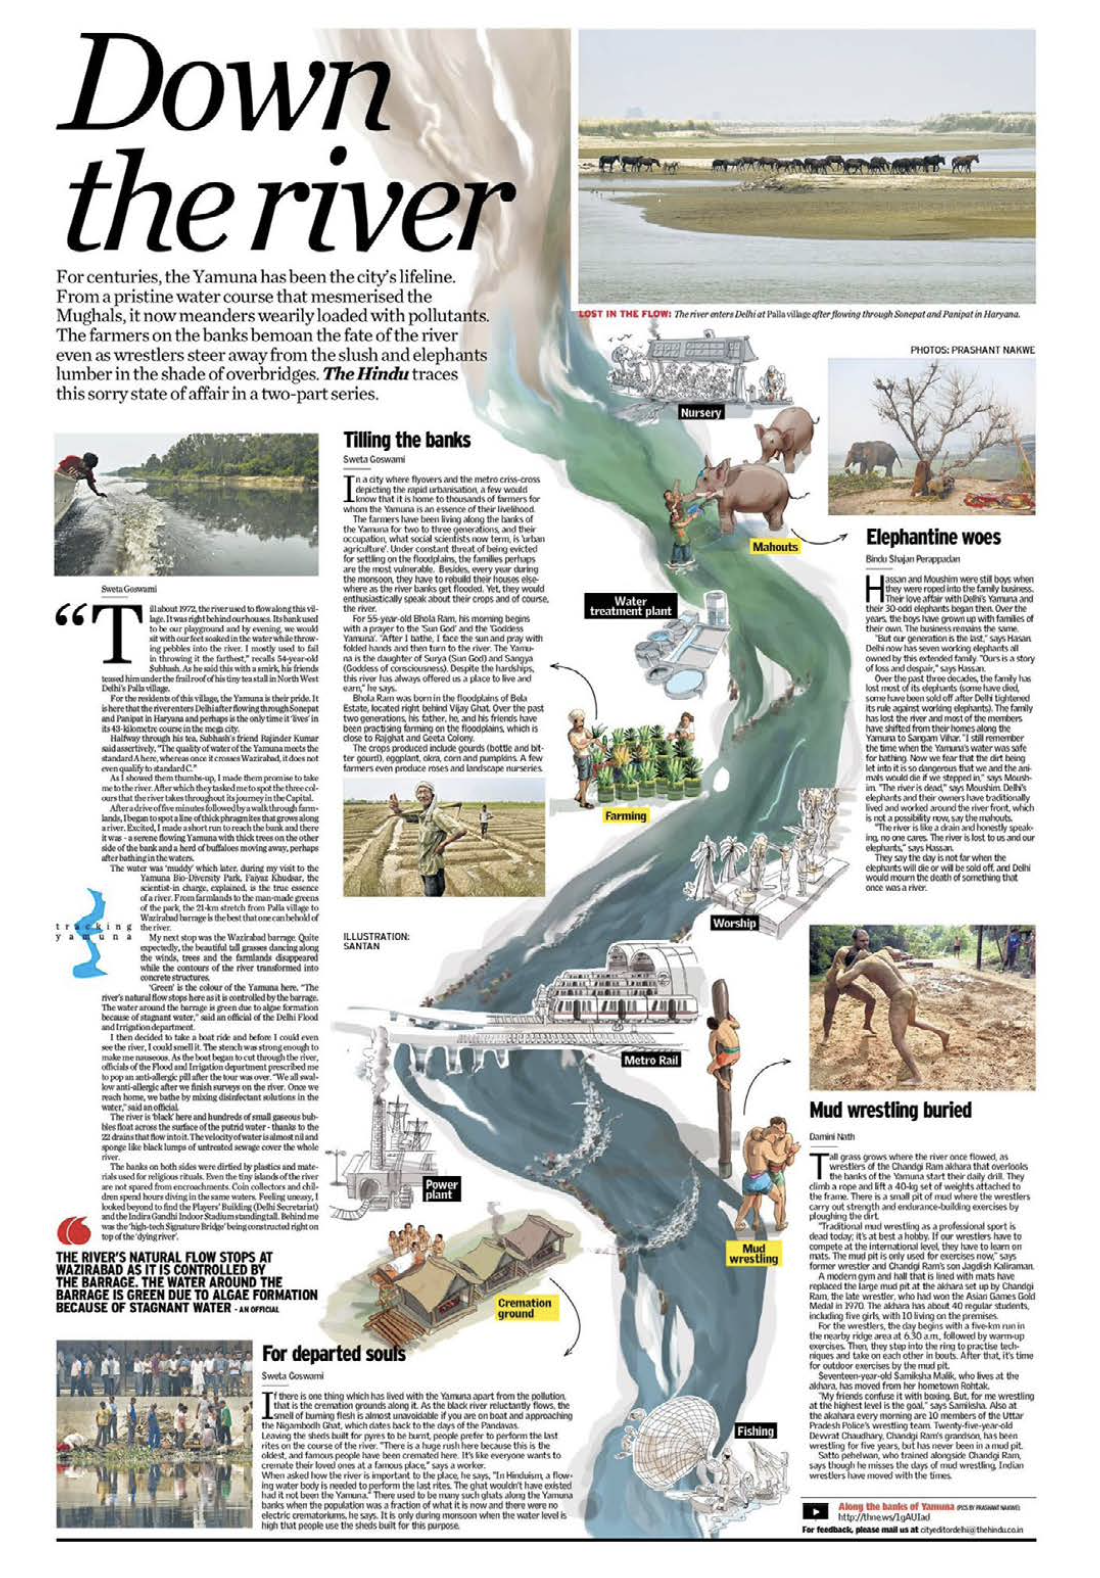 Down
the river
For centuries, the Yamuna has been the city's lifeline.
From a pristine water course that mesmerised the
Mughals, it now meanders wearily loaded with pollutants.
The farmers on the banks bemoan the fate of the river
even as wrestlers steer away from the slush and elephants
lumber in the shade of overbridges. The Hindu traces
this sorry state of affair in a two-part series.
LOST IN THE FLOW: The river enters Delhi at Palla village after flowing through Sonepat and Panipat in Haryana.
PHOTOS: PRASHANT NAKWE
Sweta Goswami
“Till about 1972, the river used to flow along this vil-
lage. It was right behind our houses. Its bank used
to be our playground and by evening, we would
sit with our feet soaked in the water while throw-
ing pebbles into the river. I mostly used to fail
in throwing it the farthest,” recalls 54-year-old
Subhash. As he said this with a smirk, his friends
teased him under the frail roof of his tiny tea stall in North West
Delhi's Palla village.
For the residents of this village, the Yamuna is their pride. It
is here that the river enters Delhi after flowing through Sonepat
and Panipat in Haryana and perhaps is the only time it 'lives' in
its 43-kilometre course in the mega city.
Halfway through his tea, Subhash's friend Rajinder Kumar
said assertively, “The quality of water of the Yamuna meets the
standard A here, whereas once it crosses Wazirabad, it does not
even qualify to standard C.”
As I showed them thumbs-up, I made them promise to take
me to the river. After which they tasked me to spot the three col-
ours that the river takes throughout its journey in the Capital.
After a drive of five minutes followed by a walk through farm-
lands, I began to spot a line of thick phragmites that grows along
a river. Excited, I made a short run to reach the bank and there
it was - a serene flowing Yamuna with thick trees on the other
side of the bank and a herd of buffaloes moving away, perhaps
after bathing in the waters.
The water was 'muddy' which later, during my visit to the
Yamuna Bio-Diversity Park, Faiyaz Khudsar, the
scientist-in charge, explained, is the true essence
of a river. From farmlands to the man-made greens
of the park, the 21-km stretch from Palla village to
Wazirabad barrage is the best that one can behold of
the river.
tracking
yamuna
My next stop was the Wazirabad barrage. Quite
expectedly, the beautiful tall grasses dancing along
the winds, trees and the farmlands disappeared
while the contours of the river transformed into
concrete structures.
'Green' is the colour of the Yamuna here. “The
river's natural flow stops here as it is controlled by the barrage.
The water around the barrage is green due to algae formation
because of stagnant water,” said an official of the Delhi Flood
and Irrigation department.
I then decided to take a boat ride and before I could even
see the river, I could smell it. The stench was strong enough to
make me nauseous. As the boat began to cut through the river,
officials of the Flood and Irrigation department prescribed me
to pop an anti-allergic pill after the tour was over. “We all swal-
low anti-allergic after we finish surveys on the river. Once we
reach home, we bathe by mixing disinfectant solutions in the
water,” said an official.
The river is 'black' here and hundreds of small gaseous bub-
bles float across the surface of the putrid water - thanks to the
22 drains that flow into it. The velocity of water is almost nil and
sponge like black lumps of untreated sewage cover the whole
river.
The banks on both sides were dirtied by plastics and mate-
rials used for religious rituals. Even the tiny islands of the river
are not spared from encroachments. Coin collectors and chil-
dren spend hours diving in the same waters. Feeling uneasy, I
looked beyond to find the Players' Building (Delhi Secretariat)
and the Indira Gandhi Indoor Stadium standing tall. Behind me
was the 'high-tech Signature Bridge' being constructed right on
top of the 'dying river'.
THE RIVER'S NATURAL FLOW STOPS AT
WAZIRABAD AS IT IS CONTROLLED BY
THE BARRAGE. THE WATER AROUND THE
BARRAGE IS GREEN DUE TO ALGAE FORMATION
BECAUSE OF STAGNANT WATER - AN OFFICIAL
Tilling the banks
Sweta Goswami
In a city where flyovers and the metro criss-cross
depicting the rapid urbanisation, a few would
know that it is home to thousands of farmers for
whom the Yamuna is an essence of their livelihood.
The farmers have been living along the banks of
the Yamuna for two to three generations, and their
occupation, what social scientists now term, is 'urban
agriculture'. Under constant threat of being evicted
for settling on the floodplains, the families perhaps
are the most vulnerable. Besides, every year during
the monsoon, they have to rebuild their houses else-
where as the river banks get flooded. Yet, they would
enthusiastically speak about their crops and of course,
the river.
For 55-year-old Bhola Ram, his morning begins
with a prayer to the 'Sun God' and the 'Goddess
Yamuna'. “After I bathe, I face the sun and pray with
folded hands and then turn to the river. The Yamu-
na is the daughter of Surya (Sun God) and Sangya
(Goddess of consciousness). Despite the hardships,
this river has always offered us a place to live and
earn,” he says.
Bhola Ram was born in the floodplains of Bela
Estate, located right behind Vijay Ghat. Over the past
two generations, his father, he, and his friends have
been practising farming on the floodplains, which is
close to Rajghat and Geeta Colony.
The crops produced include gourds (bottle and bit-
ter gourd), eggplant, okra, corn and pumpkins. A few
farmers even produce roses and landscape nurseries.
ILLUSTRATION:
SANTAN
Nursery
Mahouts
Water
treatment plant
Farming
Worship
Metro Rail
Power
plant
Mud
wrestling
Cremation
ground
Fishing
For departed souls
Sweta Goswami
If there is one thing which has lived with the Yamuna apart from the pollution,
that is the cremation grounds along it. As the black river reluctantly flows, the
smell of burning flesh is almost unavoidable if you are on boat and approaching
the Nigambodh Ghat, which dates back to the days of the Pandavas.
Leaving the sheds built for pyres to be burnt, people prefer to perform the last
rites on the course of the river. “There is a huge rush here because this is the
oldest, and famous people have been cremated here. It's like everyone wants to
cremate their loved ones at a famous place,” says a worker.
When asked how the river is important to the place, he says, “In Hinduism, a flow-
ing water body is needed to perform the last rites. The ghat wouldn't have existed
had it not been the Yamuna.” There used to be many such ghats along the Yamuna
banks when the population was a fraction of what it is now and there were no
electric crematoriums, he says. It is only during monsoon when the water level is
high that people use the sheds built for this purpose.
Elephantine woes
Bindu Shajan Perappadan
Hassan and Moushim were still boys when
they were roped into the family business.
Their love affair with Delhi's Yamuna and
their 30-odd elephants began then. Over the
years, the boys have grown up with families of
their own. The business remains the same.
“But our generation is the last,” says Hasan.
Delhi now has seven working elephants all
owned by this extended family. “Ours is a story
of loss and despair,” says Hassan.
Over the past three decades, the family has
lost most of its elephants (some have died,
some have been sold off after Delhi tightened
its rule against working elephants). The family
has lost the river and most of the members
have shifted from their homes along the
Yamuna to Sangam Vihar. “I still remember
the time when the Yamuna's water was safe
for bathing. Now we fear that the dirt being
let into it is so dangerous that we and the ani-
mals would die if we stepped in,” says Moush-
im. “The river is dead,” says Moushim. Delhi's
elephants and their owners have traditionally
lived and worked around the river front, which
is not a possibility now, say the mahouts.
“The river is like a drain and honestly speak-
ing, no one cares. The river is lost to us and our
elephants,” says Hassan.
They say the day is not far when the
elephants will die or will be sold off, and Delhi
would mourn the death of something that
once was a river.
Mud wrestling buried
Damini Nath
Tall grass grows where the river once flowed, as
wrestlers of the Chandgi Ram akhara that overlooks
the banks of the Yamuna start their daily drill. They
climb a rope and lift a 40-kg set of weights attached to
the frame. There is a small pit of mud where the wrestlers
carry out strength and endurance-building exercises by
ploughing the dirt.
“Traditional mud wrestling as a professional sport is
dead today; it's at best a hobby. If our wrestlers have to
compete at the international level, they have to learn on
mats. The mud pit is only used for exercises now,” says
former wrestler and Chandgi Ram's son Jagdish Kaliraman.
A modern gym and hall that is lined with mats have
replaced the large mud pit at the akhara set up by Chandgi
Ram, the late wrestler, who had won the Asian Games Gold
Medal in 1970. The akhara has about 40 regular students,
including five girls, with 10 living on the premises.
For the wrestlers, the day begins with a five-km run in
the nearby ridge area at 6.30 a.m., followed by warm-up
exercises. Then, they step into the ring to practise tech-
niques and take on each other in bouts. After that, it's time
for outdoor exercises by the mud pit.
Seventeen-year-old Samiksha Malik, who lives at the
akhara, has moved from her hometown Rohtak.
“My friends confuse it with boxing. But, for me wrestling
at the highest level is the goal,” says Samiksha. Also at
the akahara every morning are 10 members of the Uttar
Pradesh Police's wrestling team. Twenty-five-year-old
Devvrat Chaudhary, Chandgi Ram's grandson, has been
wrestling for five years, but has never been in a mud pit.
Satto pehelwan, who trained alongside Chandgi Ram,
says though he misses the days of mud wrestling, Indian
wrestlers have moved with the times.
Along the banks of Yamuna (PICS BY PRASHANT NAKWE)
http://thne.ws/1gAUIad
For feedback, please mail us at cityeditordelhi@thehindu.co.in